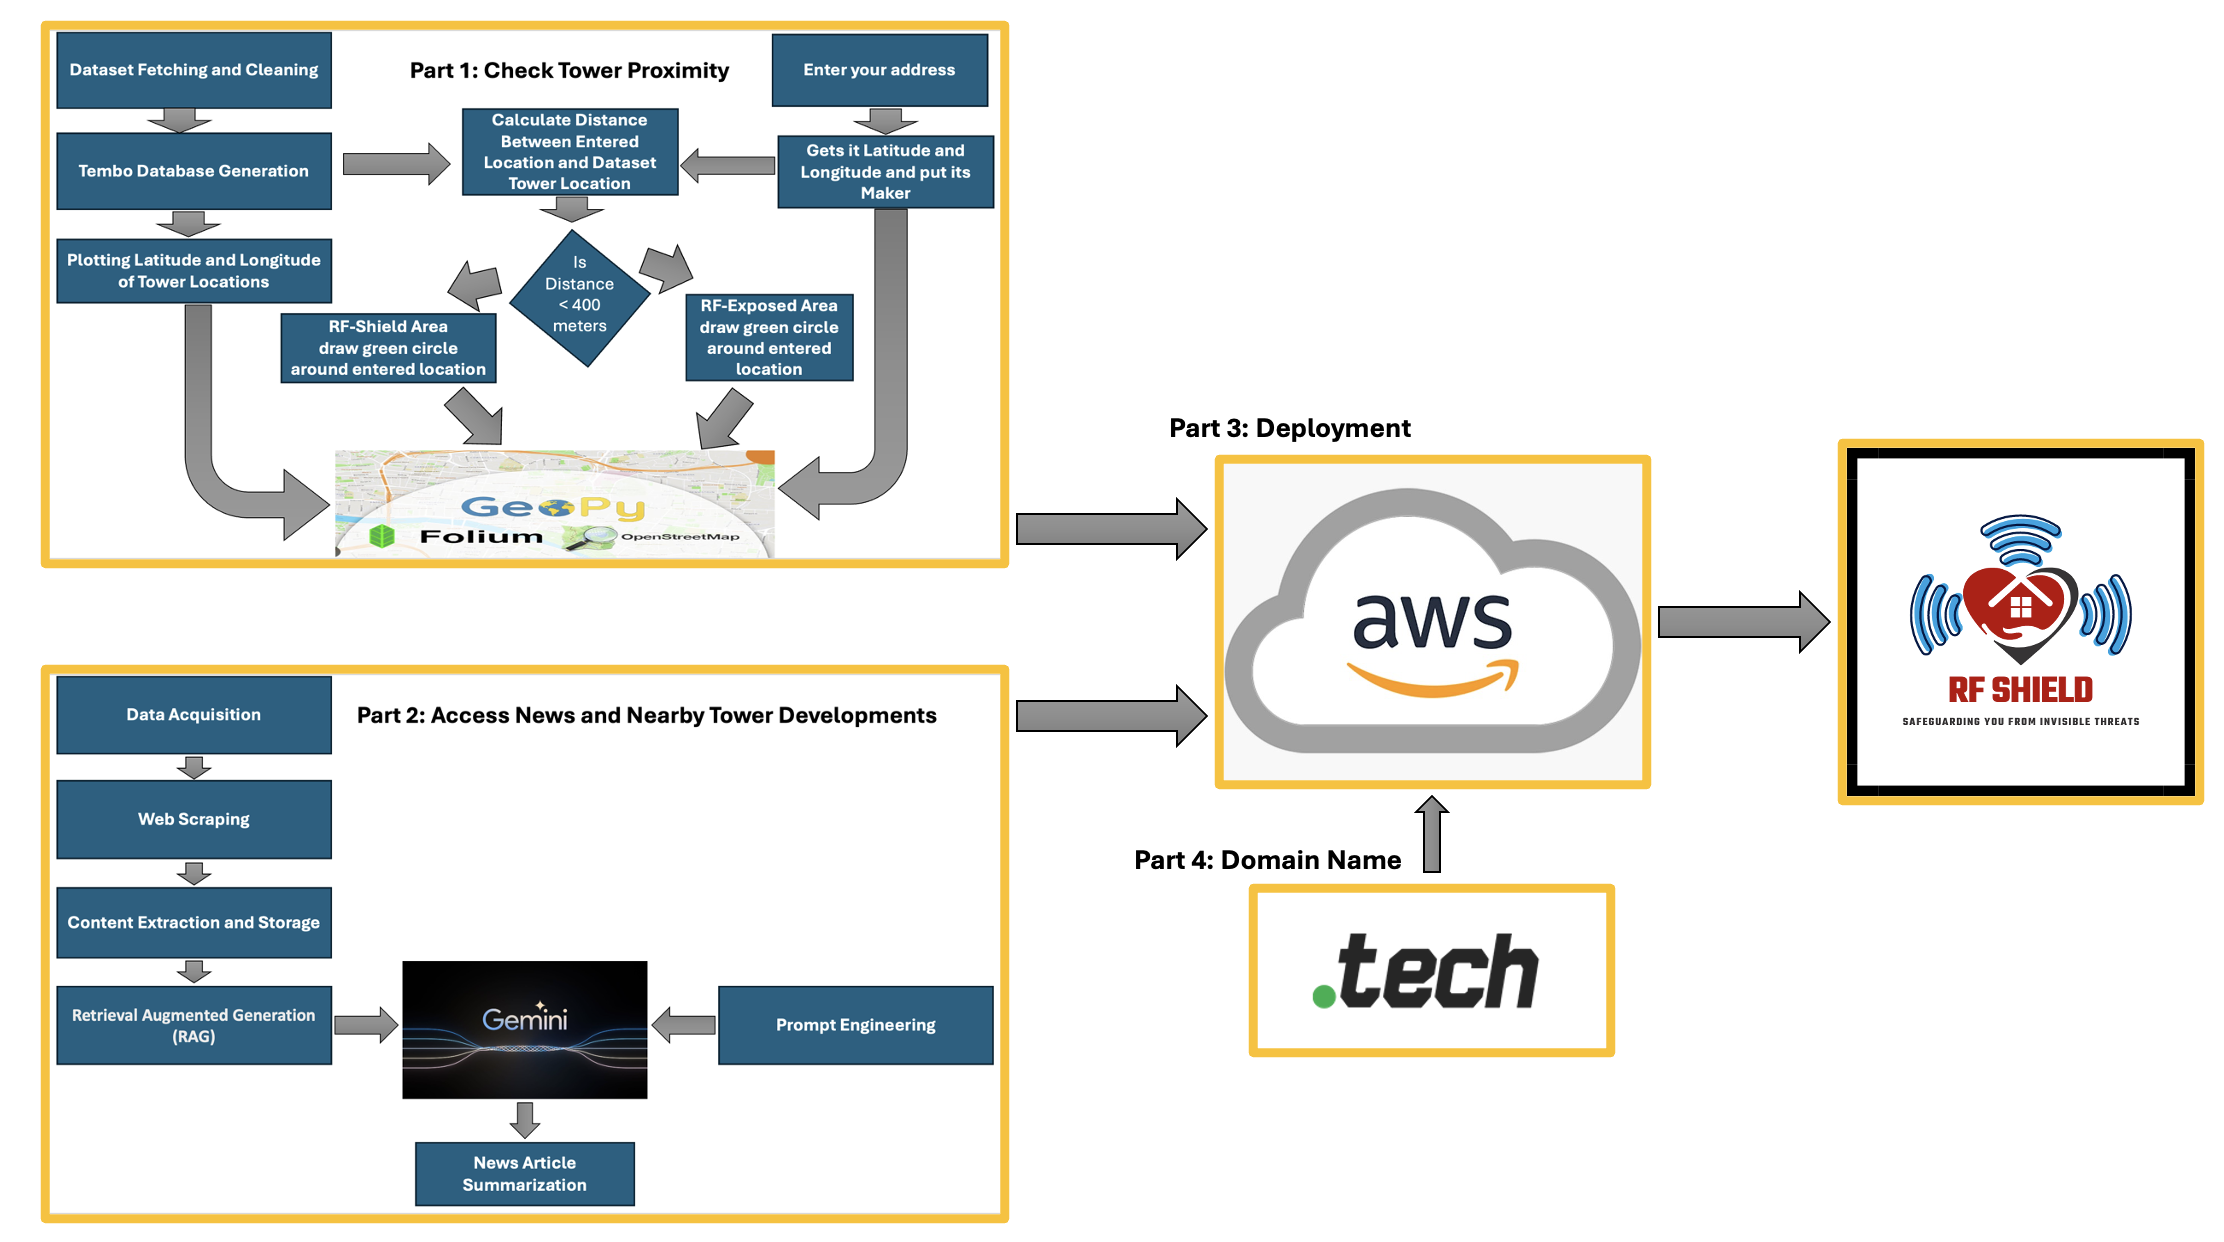 Part 1: Check Tower Proximity
Dataset Fetching and Cleaning
Tembo Database Generation
Plotting Latitude and Longitude
of Tower Locations
Enter your address
Gets it Latitude and
Longitude and put its
Maker
Calculate Distance
Between Entered
Location and Dataset
Tower Location
Is
Distance
< 400
meters
RF-Shield Area
draw green circle
around entered location
RF-Exposed Area
draw green circle
around entered
location
GeoPy
Folium
OpenStreetMap
Part 2: Access News and Nearby Tower Developments
Data Acquisition
Web Scraping
Content Extraction and Storage
Retrieval Augmented Generation
(RAG)
Gemini
Prompt Engineering
News Article
Summarization
Part 3: Deployment
aws
Part 4: Domain Name
.tech
RF SHIELD
SAFEGUARDING YOU FROM INVISIBLE THREATS